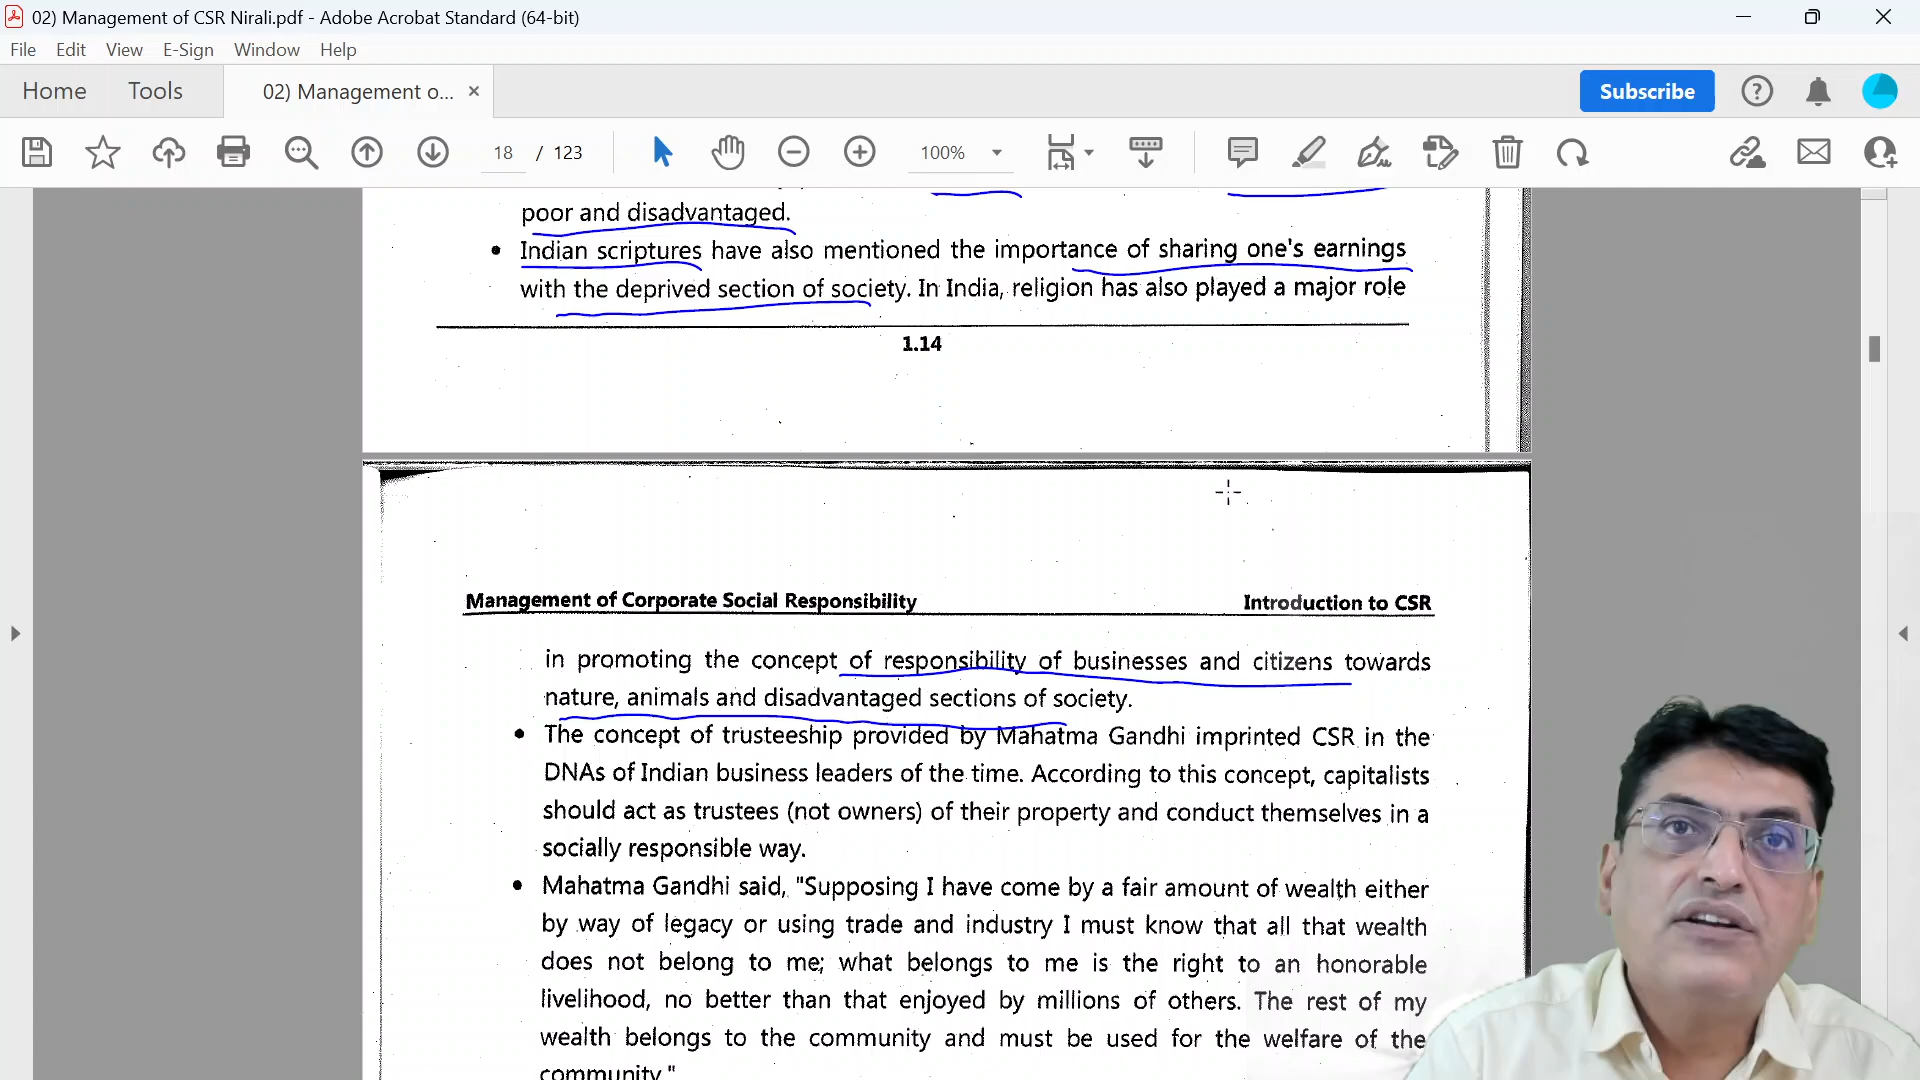 02) Management of CSR Nirali.pdf - Adobe Acrobat Standard (64-bit)
File Edit View E-Sign Window Help
Home Tools 02) Management o... ×
Subscribe
18 / 123
100%
poor and disadvantaged.
• Indian scriptures have also mentioned the importance of sharing one's earnings
with the deprived section of society. In India, religion has also played a major role
1.14
Management of Corporate Social Responsibility Introduction to CSR
in promoting the concept of responsibility of businesses and citizens towards
nature, animals and disadvantaged sections of society.
• The concept of trusteeship provided by Mahatma Gandhi imprinted CSR in the
DNAs of Indian business leaders of the time. According to this concept, capitalists
should act as trustees (not owners) of their property and conduct themselves in a
socially responsible way.
• Mahatma Gandhi said, "Supposing I have come by a fair amount of wealth either
by way of legacy or using trade and industry I must know that all that wealth
does not belong to me; what belongs to me is the right to an honorable
livelihood, no better than that enjoyed by millions of others. The rest of my
wealth belongs to the community and must be used for the welfare of the
community."